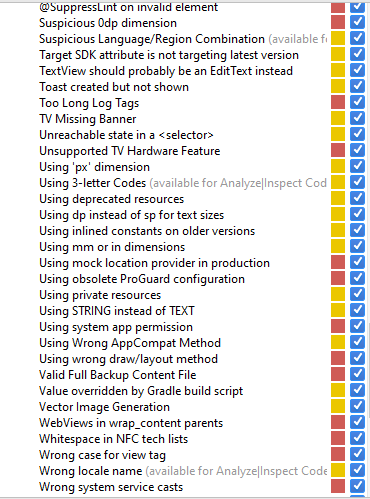 @SuppressLint on invalid element
Suspicious 0dp dimension
Suspicious Language/Region Combination (available f
Target SDK attribute is not targeting latest version
TextView should probably be an EditText instead
Toast created but not shown
Too Long Log Tags
TV Missing Banner
Unreachable state in a <selector>
Unsupported TV Hardware Feature
Using 'px' dimension
Using 3-letter Codes (available for Analyze|Inspect Cod
Using deprecated resources
Using dp instead of sp for text sizes
Using inlined constants on older versions
Using mm or in dimensions
Using mock location provider in production
Using obsolete ProGuard configuration
Using private resources
Using STRING instead of TEXT
Using system app permission
Using Wrong AppCompat Method
Using wrong draw/layout method
Valid Full Backup Content File
Value overridden by Gradle build script
Vector Image Generation
WebViews in wrap_content parents
Whitespace in NFC tech lists
Wrong case for view tag
Wrong locale name (available for Analyze|Inspect Code
Wrong system service casts